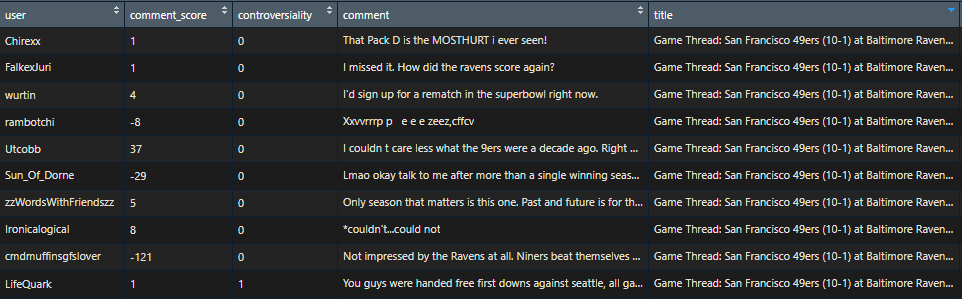 user comment_score controversiality comment title
Chirexx 1 0 That Pack D is the MOSTHURT i ever seen! Game Thread: San Francisco 49ers (10-1) at Baltimore Raven...
FalkexJuri 1 0 I missed it. How did the ravens score again? Game Thread: San Francisco 49ers (10-1) at Baltimore Raven...
wurtin 4 0 I'd sign up for a rematch in the superbowl right now. Game Thread: San Francisco 49ers (10-1) at Baltimore Raven...
rambotchi -8 0 Xxvvrrrp p e e e zeez,cffcv Game Thread: San Francisco 49ers (10-1) at Baltimore Raven...
Utcobb 37 0 I couldn t care less what the 9ers were a decade ago. Right ... Game Thread: San Francisco 49ers (10-1) at Baltimore Raven...
Sun_Of_Dorne -29 0 Lmao okay talk to me after more than a single winning seas... Game Thread: San Francisco 49ers (10-1) at Baltimore Raven...
zzWordsWithFriendszz 5 0 Only season that matters is this one. Past and future is for th... Game Thread: San Francisco 49ers (10-1) at Baltimore Raven...
Ironicalogical 8 0 *couldn't...could not Game Thread: San Francisco 49ers (10-1) at Baltimore Raven...
cmdmuffinsgfslover -121 0 Not impressed by the Ravens at all. Niners beat themselves ... Game Thread: San Francisco 49ers (10-1) at Baltimore Raven...
LifeQuark 1 1 You guys were handed free first downs against seattle, all ga... Game Thread: San Francisco 49ers (10-1) at Baltimore Raven...